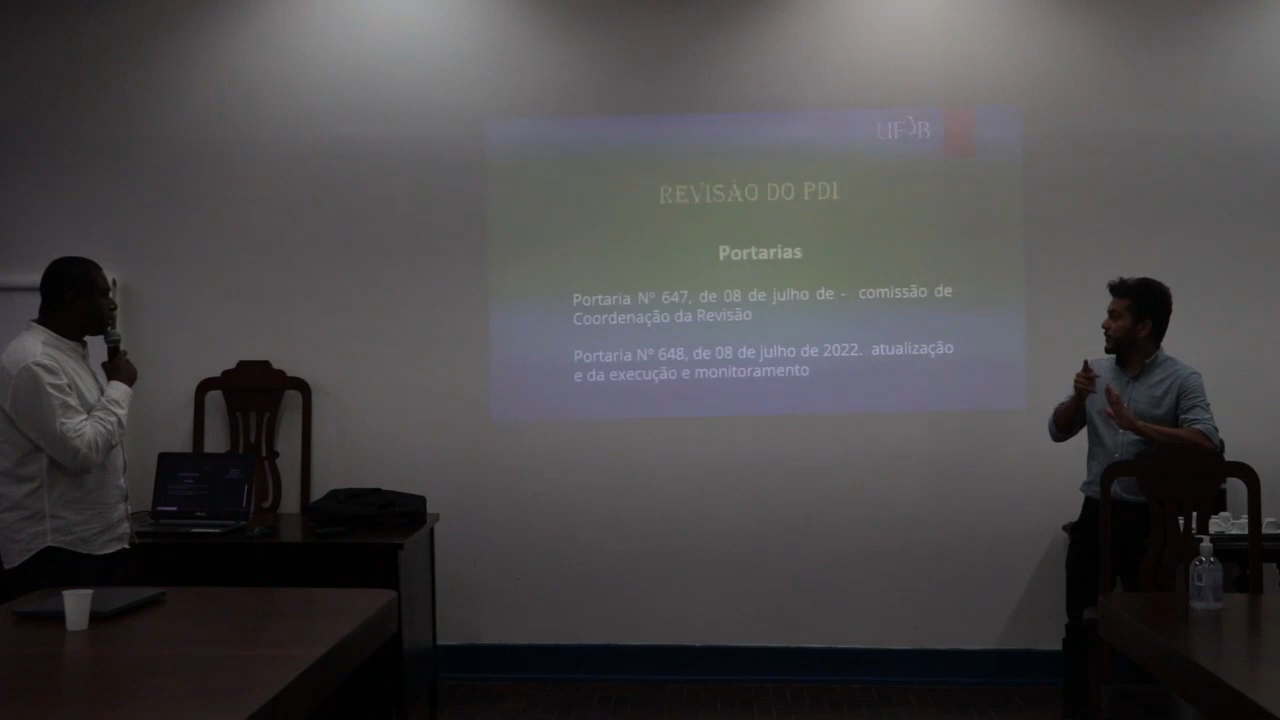 UFSB
REVISÃO DO PDI
Portarias
Portaria Nº 647, de 08 de julho de - comissão de
Coordenação da Revisão
Portaria Nº 648, de 08 de julho de 2022. atualização
e da execução e monitoramento